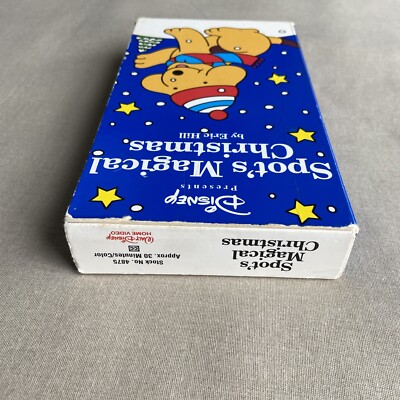 Disney
Presents
Spot's Magical
Christmas
by Eric Hill
Spot's
Magical
Christmas
Walt Disney
HOME VIDEO
Stock No. 4875
Approx. 30 Minutes/Color